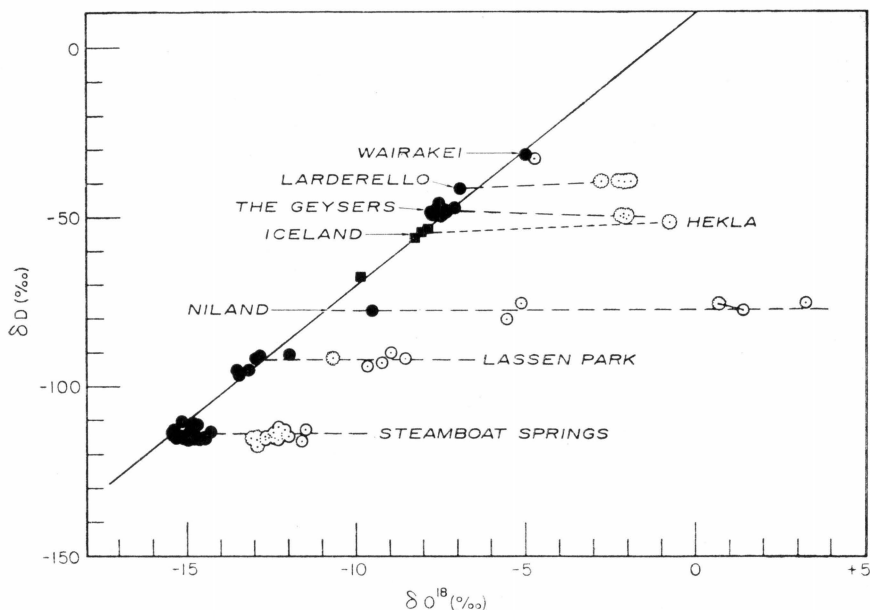 0
WAIRAKEI
LARDERELLO
THE GEYSERS
-50
ICELAND
HEKLA
δD (‰)
NILAND
LASSEN PARK
-100
STEAMBOAT SPRINGS
-150
-15
-10
-5
0
+5
δO¹⁸ (‰)